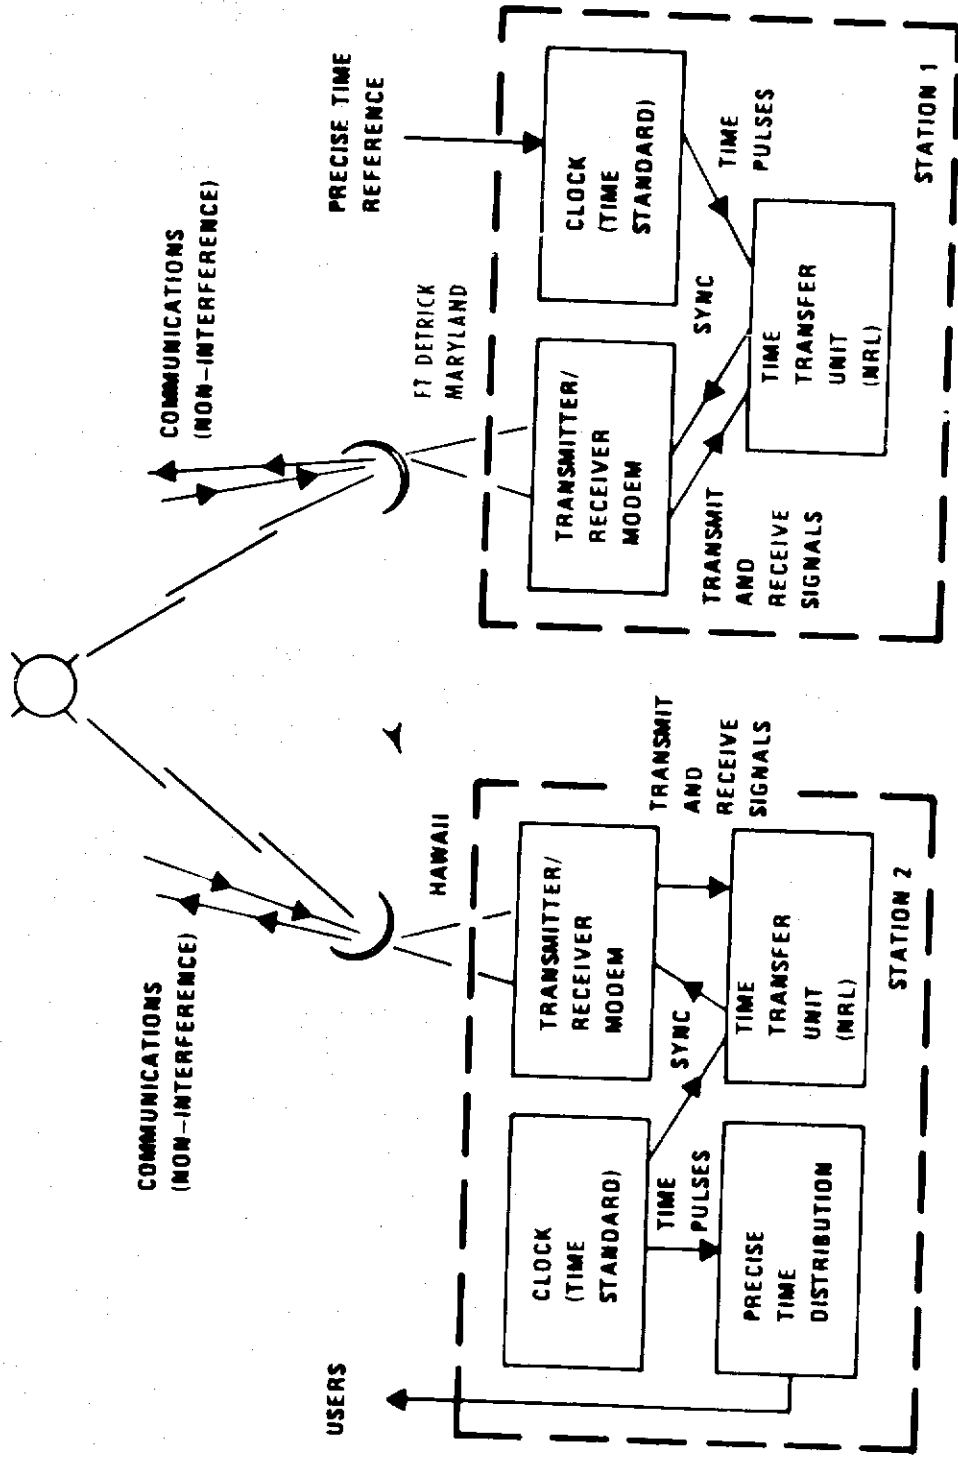 COMMUNICATIONS
(NON-INTERFERENCE)
COMMUNICATIONS
(NON-INTERFERENCE)
USERS
HAWAII
FT DETRICK
MARYLAND
PRECISE TIME
REFERENCE
CLOCK
(TIME
STANDARD)
TRANSMITTER/
RECEIVER
MODEM
TIME
PULSES
SYNC
TRANSMIT
AND
RECEIVE
SIGNALS
PRECISE
TIME
DISTRIBUTION
TIME
TRANSFER
UNIT
(NRL)
STATION 2
TRANSMITTER/
RECEIVER
MODEM
CLOCK
(TIME
STANDARD)
TRANSMIT
AND
RECEIVE
SIGNALS
SYNC
TIME
PULSES
TIME
TRANSFER
UNIT
(NRL)
STATION 1